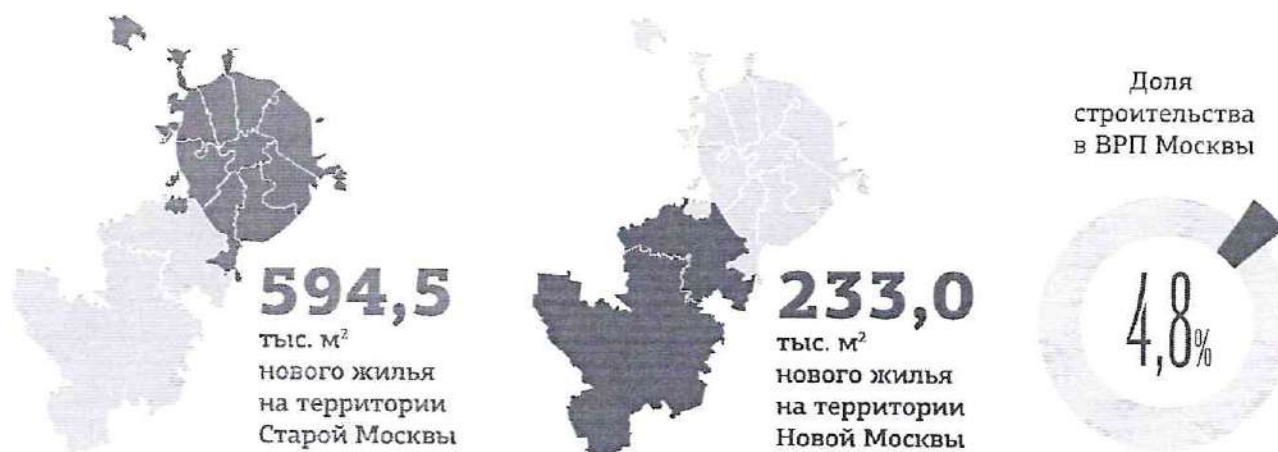 594,5
тыс. м²
нового жилья
на территории
Старой Москвы
233,0
тыс. м²
нового жилья
на территории
Новой Москвы
Доля
строительства
в ВРП Москвы
4,8%